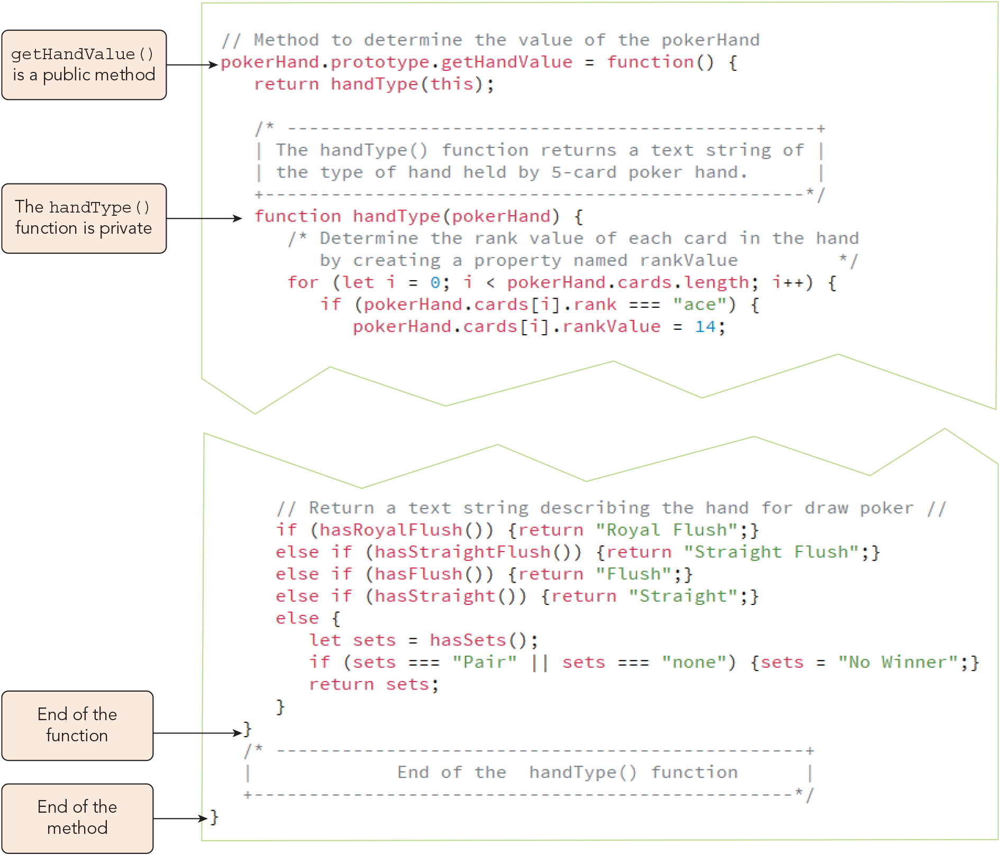 getHandValue()
is a public method
// Method to determine the value of the pokerHand
pokerHand.prototype.getHandValue = function() {
   return handType(this);
   /* ------------------------------------------------+
   | The handType() function returns a text string of |
   | the type of hand held by 5-card poker hand.      |
   +-------------------------------------------------*/
The handType()
function is private
   function handType(pokerHand) {
      /* Determine the rank value of each card in the hand
         by creating a property named rankValue         */
      for (let i = 0; i < pokerHand.cards.length; i++) {
         if (pokerHand.cards[i].rank === "ace") {
            pokerHand.cards[i].rankValue = 14;
      // Return a text string describing the hand for draw poker //
      if (hasRoyalFlush()) {return "Royal Flush";}
      else if (hasStraightFlush()) {return "Straight Flush";}
      else if (hasFlush()) {return "Flush";}
      else if (hasStraight()) {return "Straight";}
      else {
         let sets = hasSets();
         if (sets === "Pair" || sets === "none") {sets = "No Winner";}
         return sets;
      }
End of the
function
   }
   /* ------------------------------------------------+
   |             End of the  handType() function      |
   +-------------------------------------------------*/
End of the
method
}